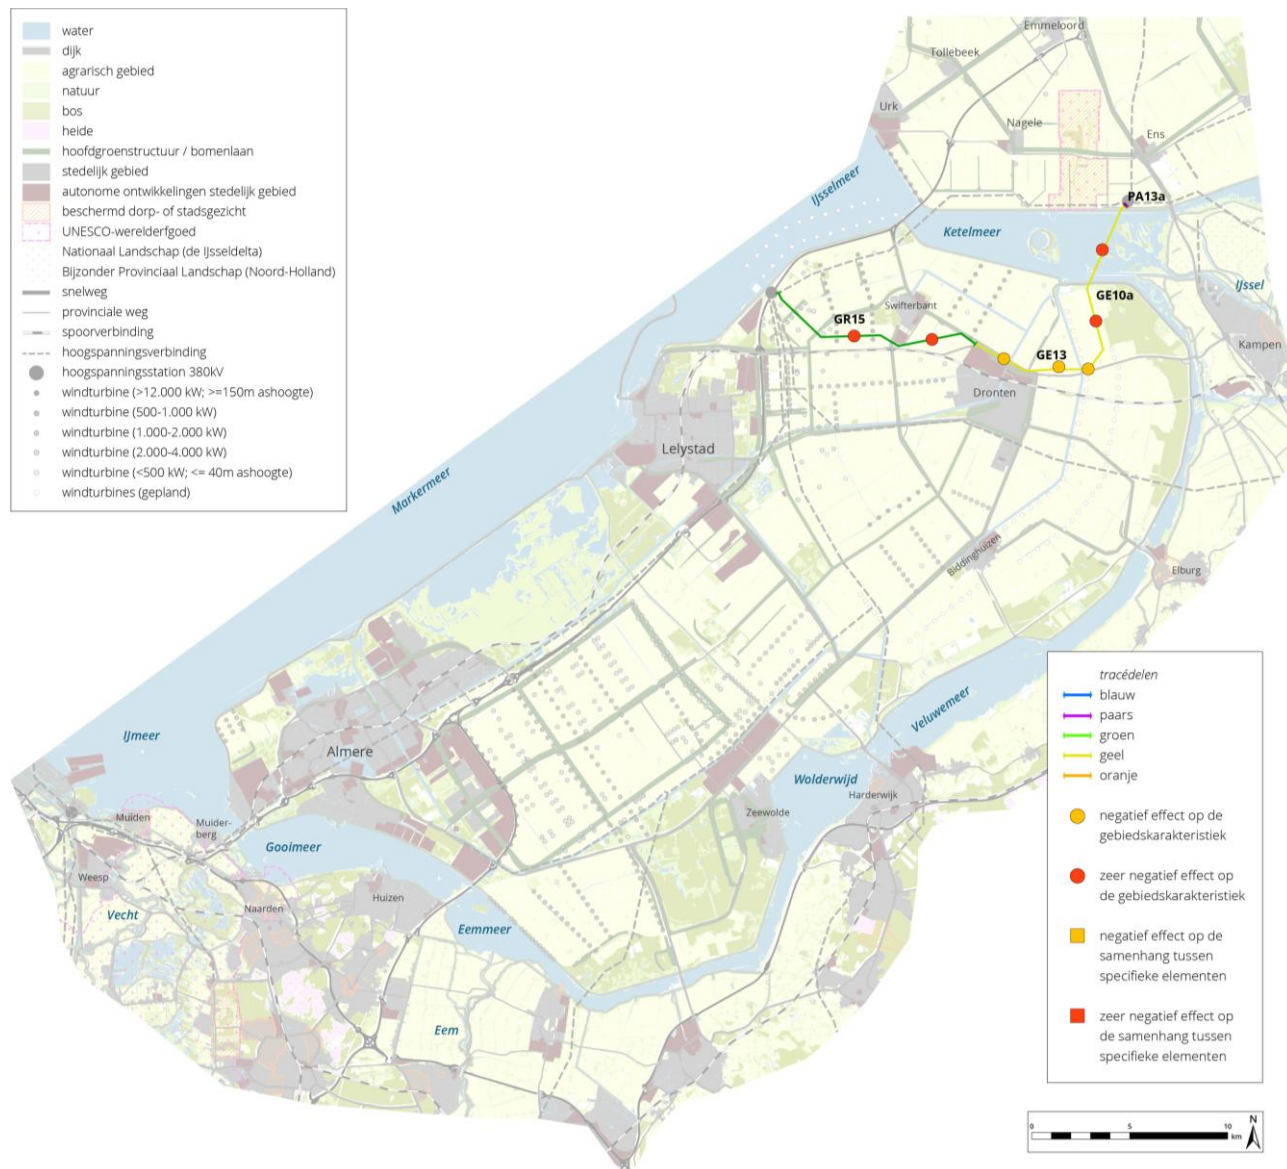 water
dijk
agrarisch gebied
natuur
bos
heide
hoofdgroenstructuur / bomenlaan
stedelijk gebied
autonome ontwikkelingen stedelijk gebied
beschermd dorp- of stadsgezicht
UNESCO-werelderfgoed
Nationaal Landschap (de IJsseldelta)
Bijzonder Provinciaal Landschap (Noord-Holland)
snelweg
provinciale weg
spoorverbinding
hoogspanningsverbinding
hoogspanningsstation 380kV
windturbine (>12.000 kW; >=150m ashoogte)
windturbine (500-1.000 kW)
windturbine (1.000-2.000 kW)
windturbine (2.000-4.000 kW)
windturbine (<500 kW; <= 40m ashoogte)
windturbines (gepland)
Emmeloord
Tollebeek
Urk
Nagele
Ens
PA13a
IJsselmeer
Ketelmeer
IJssel
GE10a
Swifterbant
GR15
Kampen
GE13
Dronten
Lelystad
Markermeer
Biddinghuizen
Elburg
Veluwemeer
IJmeer
Almere
Wolderwijd
Harderwijk
Zeewolde
Muiden
Muider-
berg
Gooimeer
Weesp
Huizen
Naarden
Vecht
Eemmeer
Eem
tracédelen
blauw
paars
groen
geel
oranje
negatief effect op de
gebiedskarakteristiek
zeer negatief effect op
de gebiedskarakteristiek
negatief effect op de
samenhang tussen
specifieke elementen
zeer negatief effect op
de samenhang tussen
specifieke elementen
0 5 10
km
N